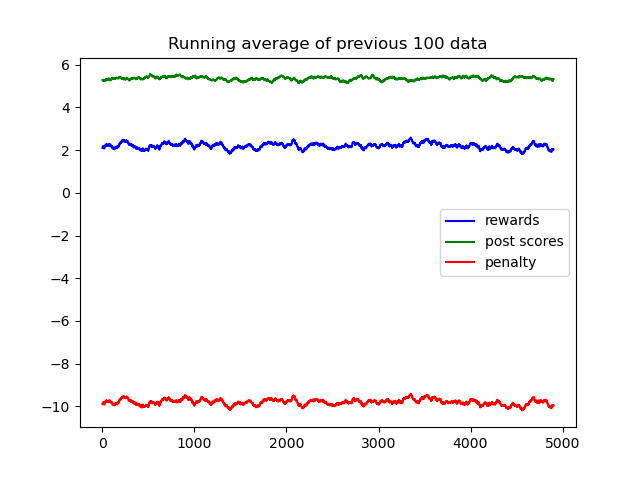 Running average of previous 100 data
6
4
2
0
−2
−4
−6
−8
−10
rewards
post scores
penalty
0 1000 2000 3000 4000 5000